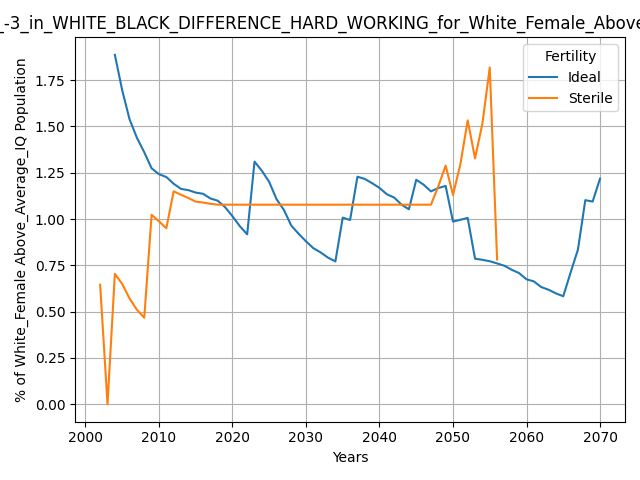 _-3_in_WHITE_BLACK_DIFFERENCE_HARD_WORKING_for_White_Female_Above
% of White_Female Above_Average_IQ Population
1.75
1.50
1.25
1.00
0.75
0.50
0.25
0.00
Fertility
Ideal
Sterile
2000 2010 2020 2030 2040 2050 2060 2070
Years